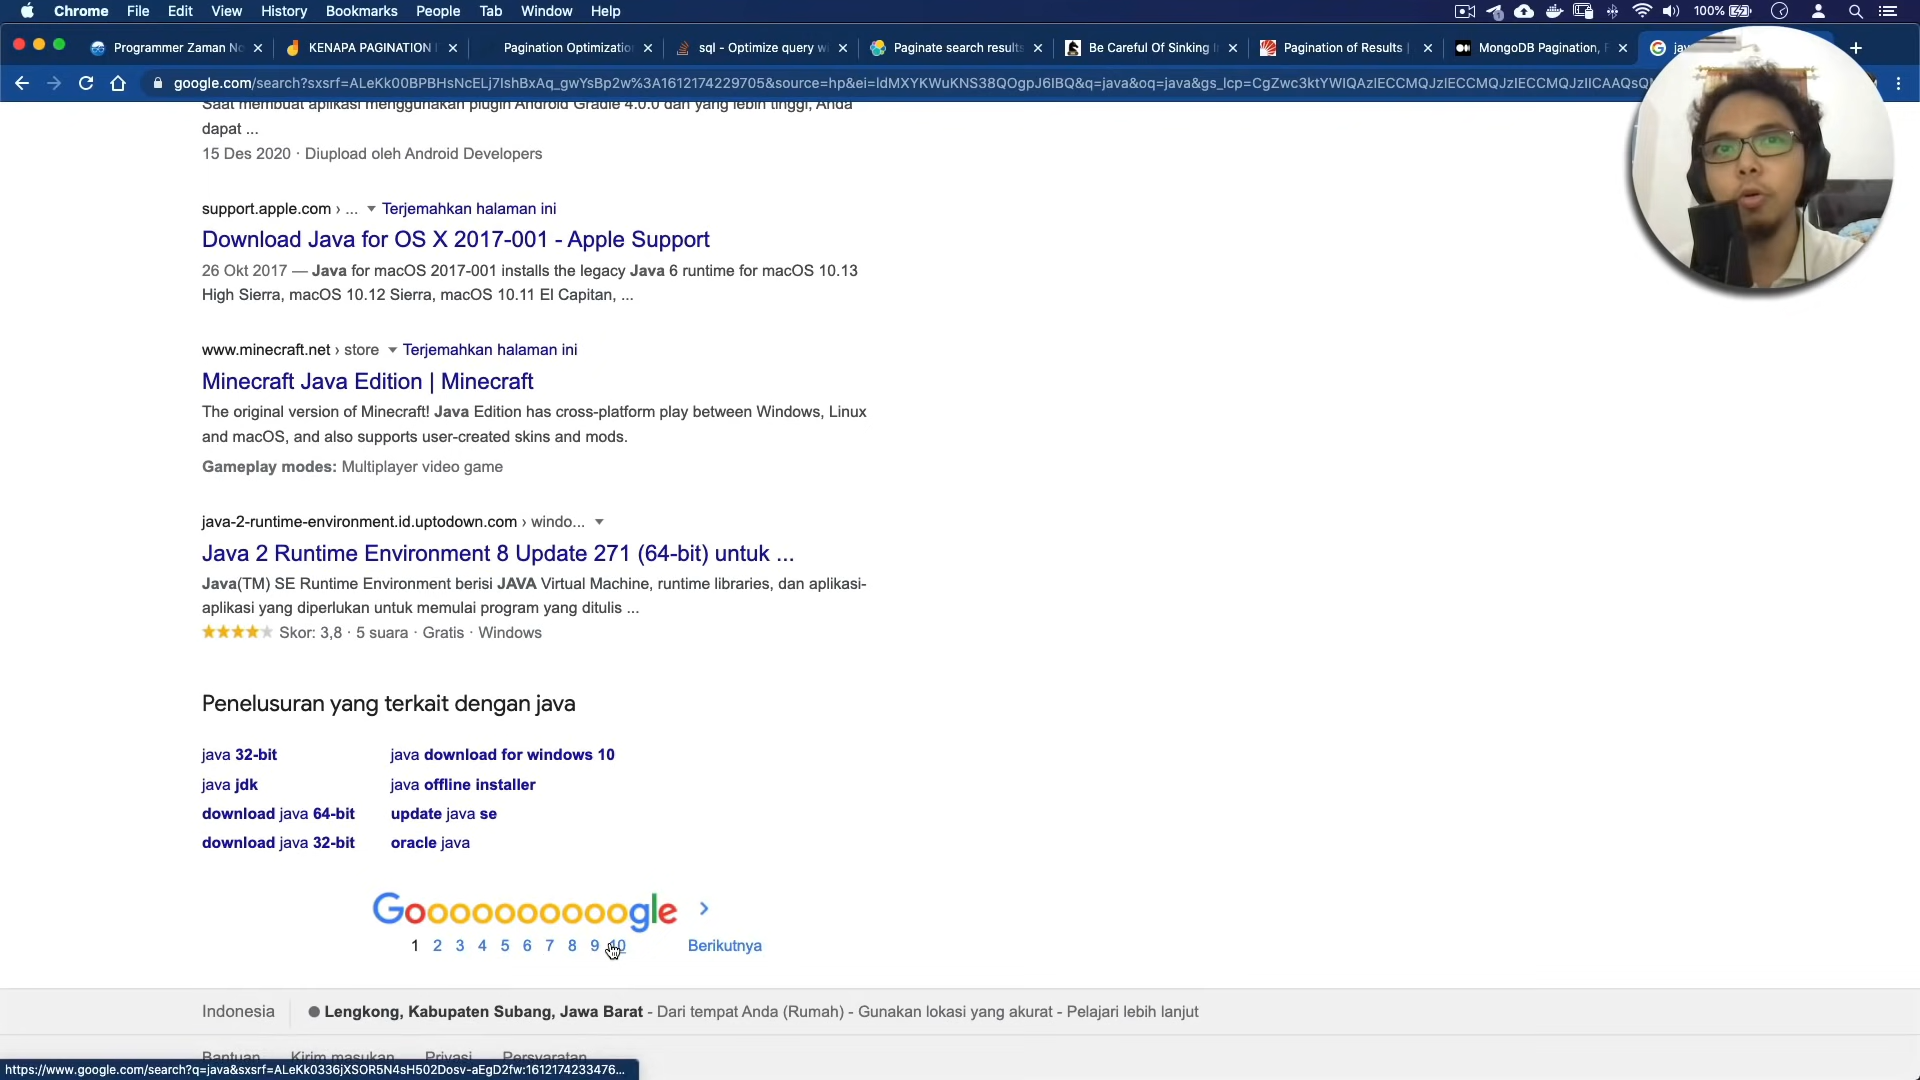 Chrome File Edit View History Bookmarks People Tab Window Help 100%
Programmer Zaman No
KENAPA PAGINATION
Pagination Optimizatio
sql - Optimize query w
Paginate search results
Be Careful Of Sinking
Pagination of Results |
MongoDB Pagination, F
google.com/search?sxsrf=ALeKk00BPBHsNcELj7IshBxAq_gwYsBp2w%3A1612174229705&source=hp&ei=ldMXYKWuKNS38QOgpJ6IBQ&q=java&oq=java&gs_lcp=CgZwc3ktYWIQAzIECCMQJzIECCMQJzIECCMQJzIICAAQsQ
Saat membuat aplikasi menggunakan plugin Android Gradle 4.0.0 dan yang lebih tinggi, Anda
dapat ...
15 Des 2020 · Diupload oleh Android Developers
support.apple.com › ... Terjemahkan halaman ini
Download Java for OS X 2017-001 - Apple Support
26 Okt 2017 — Java for macOS 2017-001 installs the legacy Java 6 runtime for macOS 10.13
High Sierra, macOS 10.12 Sierra, macOS 10.11 El Capitan, ...
www.minecraft.net › store Terjemahkan halaman ini
Minecraft Java Edition | Minecraft
The original version of Minecraft! Java Edition has cross-platform play between Windows, Linux
and macOS, and also supports user-created skins and mods.
Gameplay modes: Multiplayer video game
java-2-runtime-environment.id.uptodown.com › windo...
Java 2 Runtime Environment 8 Update 271 (64-bit) untuk ...
Java(TM) SE Runtime Environment berisi JAVA Virtual Machine, runtime libraries, dan aplikasi-
aplikasi yang diperlukan untuk memulai program yang ditulis ...
Skor: 3,8 · 5 suara · Gratis · Windows
Penelusuran yang terkait dengan java
java 32-bit java download for windows 10
java jdk java offline installer
download java 64-bit update java se
download java 32-bit oracle java
Goooooooooogle
1 2 3 4 5 6 7 8 9 10 Berikutnya
Indonesia Lengkong, Kabupaten Subang, Jawa Barat - Dari tempat Anda (Rumah) - Gunakan lokasi yang akurat - Pelajari lebih lanjut
Bantuan Kirim masukan Privasi Persyaratan
https://www.google.com/search?q=java&sxsrf=ALeKk0336jXSOR5N4sH502Dosv-aEgD2fw:1612174233476...